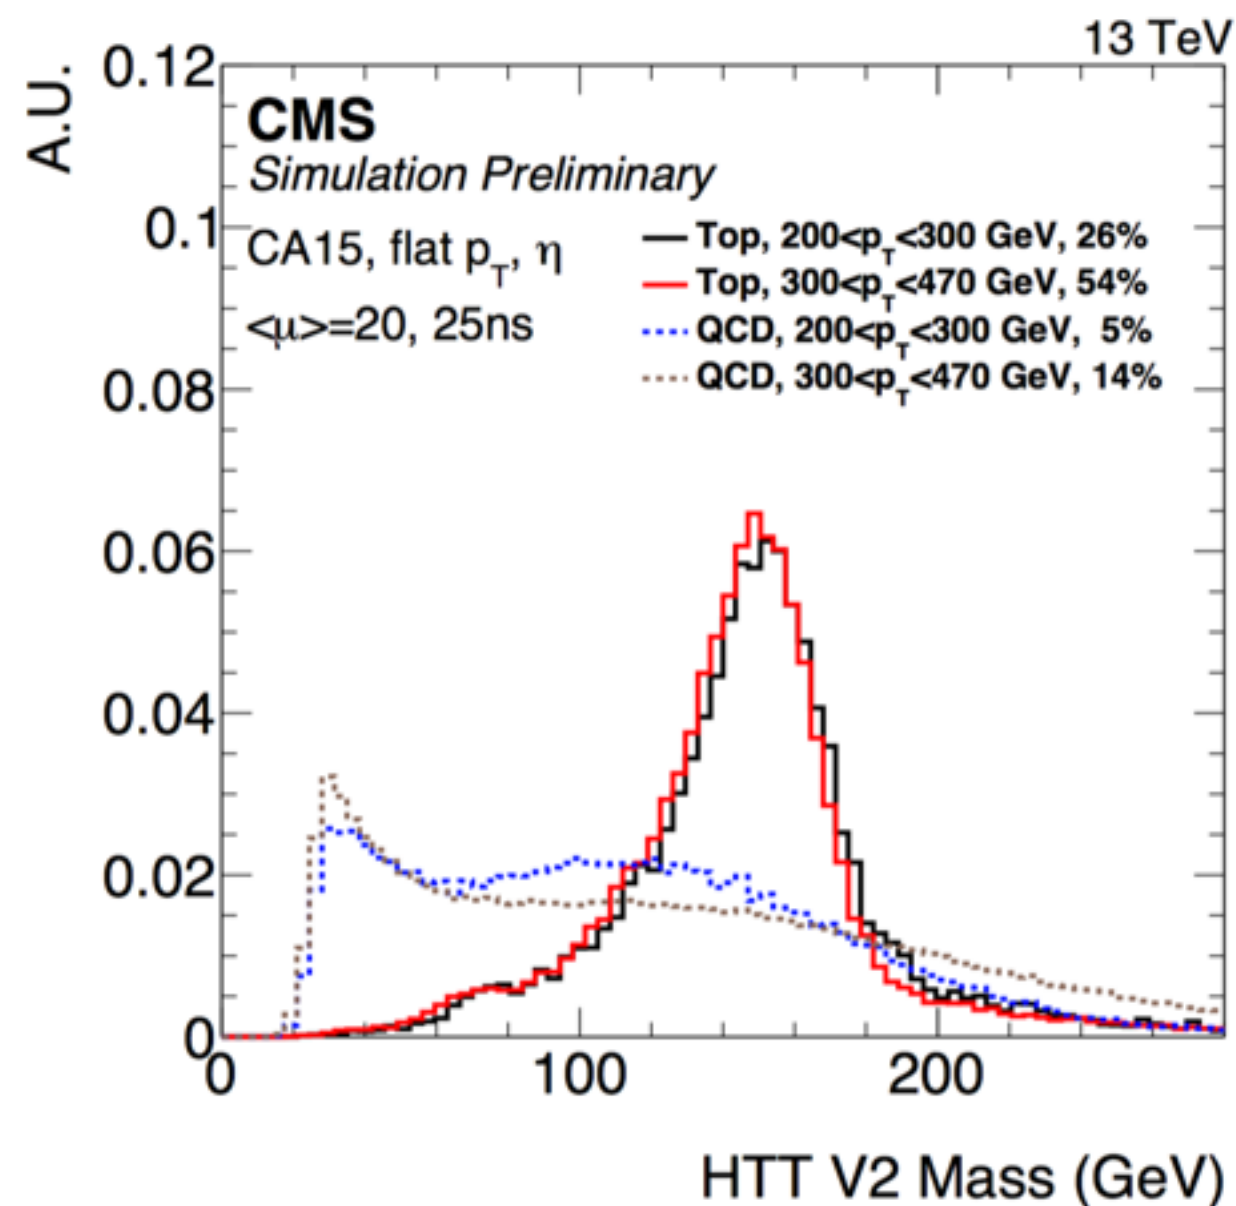 13 TeV
A.U.
0.12
0.1
0.08
0.06
0.04
0.02
0
CMS
Simulation Preliminary
CA15, flat p_T, η
<μ>=20, 25ns
Top, 200<p_T<300 GeV, 26%
Top, 300<p_T<470 GeV, 54%
QCD, 200<p_T<300 GeV, 5%
QCD, 300<p_T<470 GeV, 14%
0 100 200
HTT V2 Mass (GeV)